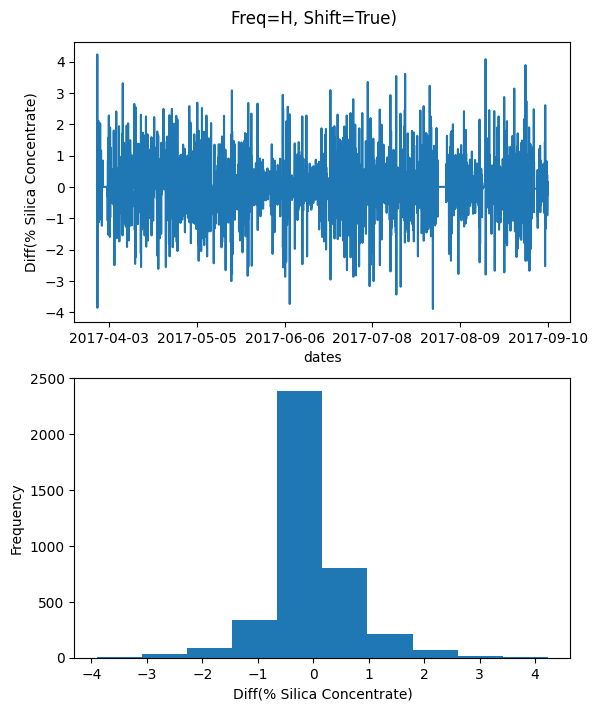 Freq=H, Shift=True)
4
3
2
1
0
−1
−2
−3
−4
Diff(% Silica Concentrate)
2017-04-03 2017-05-05 2017-06-06 2017-07-08 2017-08-09 2017-09-10
dates
2500
2000
1500
1000
500
0
Frequency
−4 −3 −2 −1 0 1 2 3 4
Diff(% Silica Concentrate)